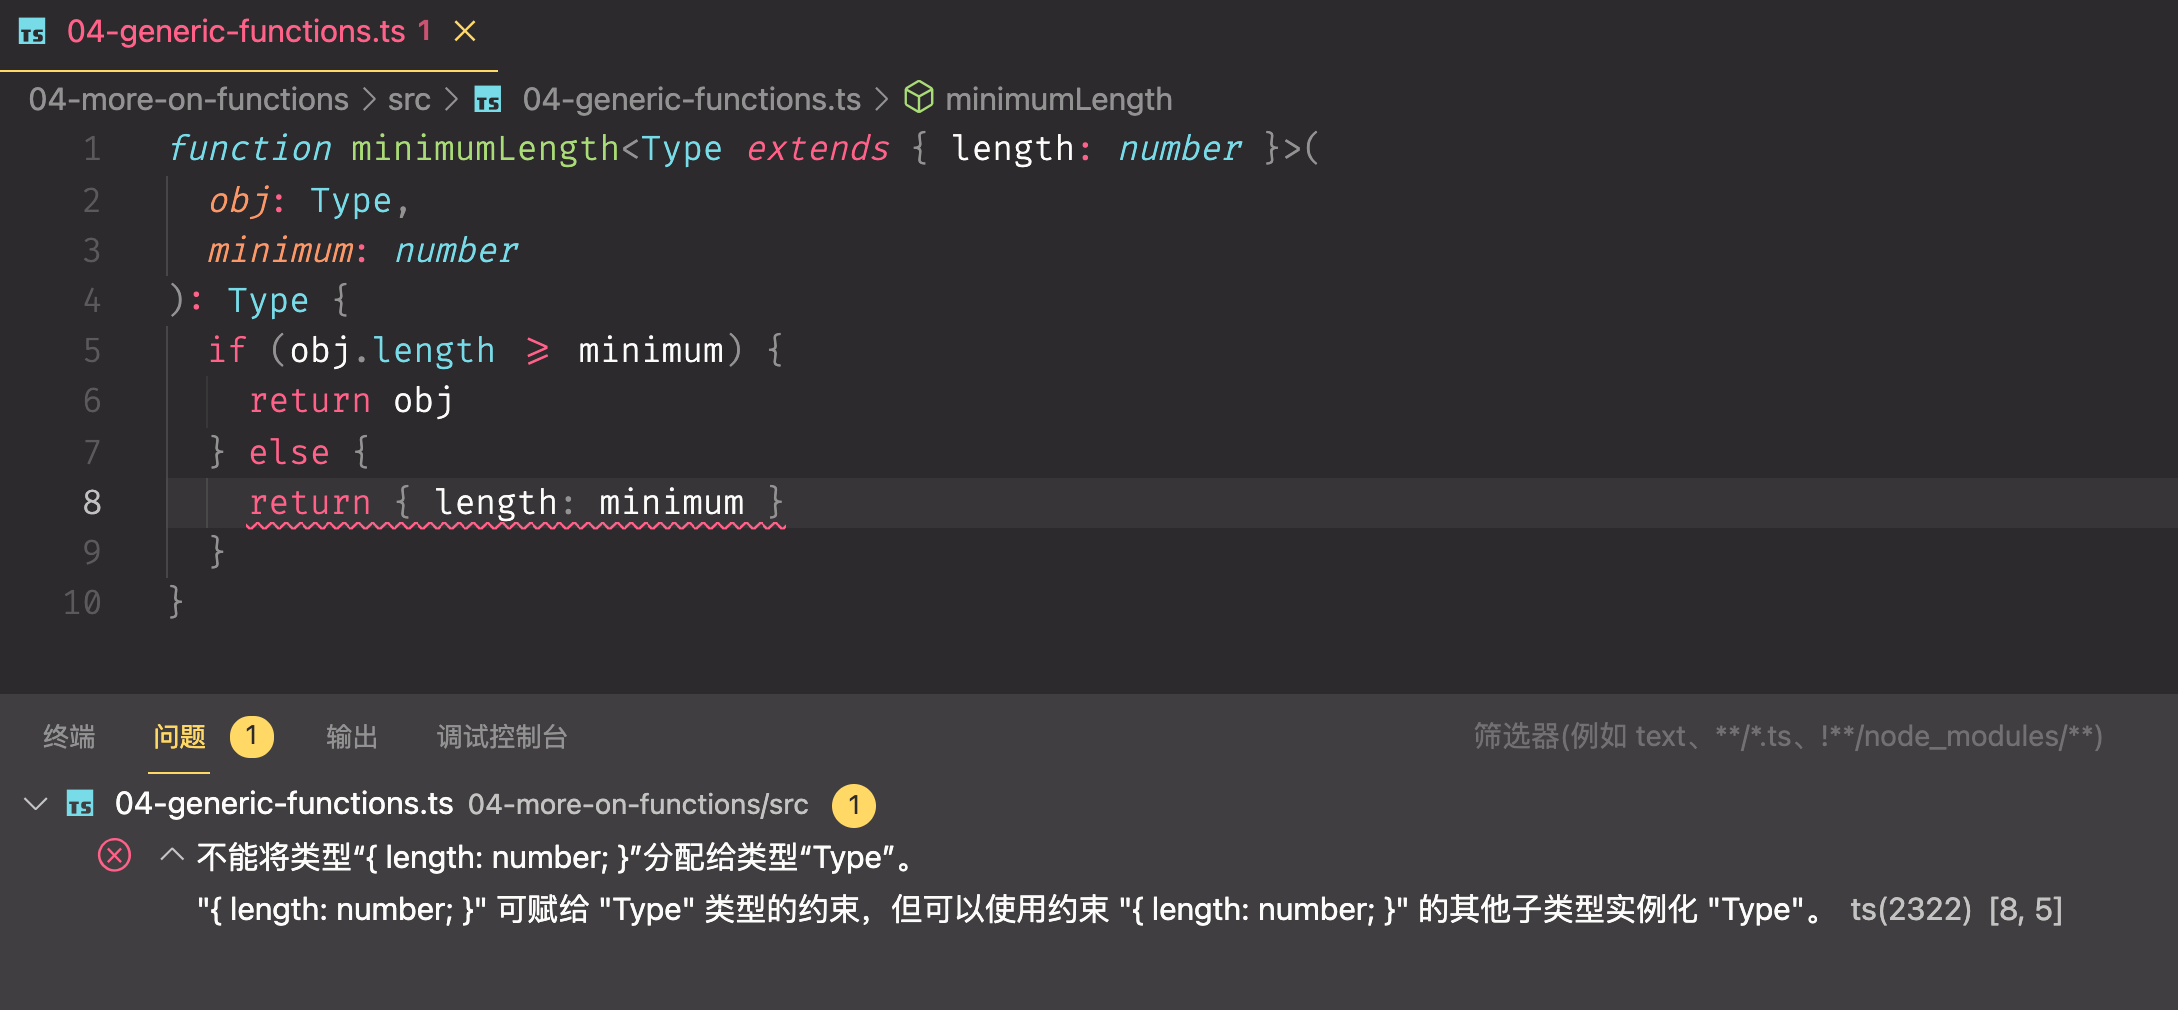 TS 04-generic-functions.ts 1
04-more-on-functions > src > TS 04-generic-functions.ts > minimumLength
1 function minimumLength<Type extends { length: number }>(
2 obj: Type,
3 minimum: number
4 ): Type {
5 if (obj.length ⩾ minimum) {
6 return obj
7 } else {
8 return { length: minimum }
9 }
10 }
终端 问题 1 输出 调试控制台 筛选器(例如 text、**/*.ts、!**/node_modules/**)
TS 04-generic-functions.ts 04-more-on-functions/src 1
不能将类型“{ length: number; }”分配给类型“Type”。
"{ length: number; }" 可赋给 "Type" 类型的约束，但可以使用约束 "{ length: number; }" 的其他子类型实例化 "Type"。 ts(2322) [8, 5]